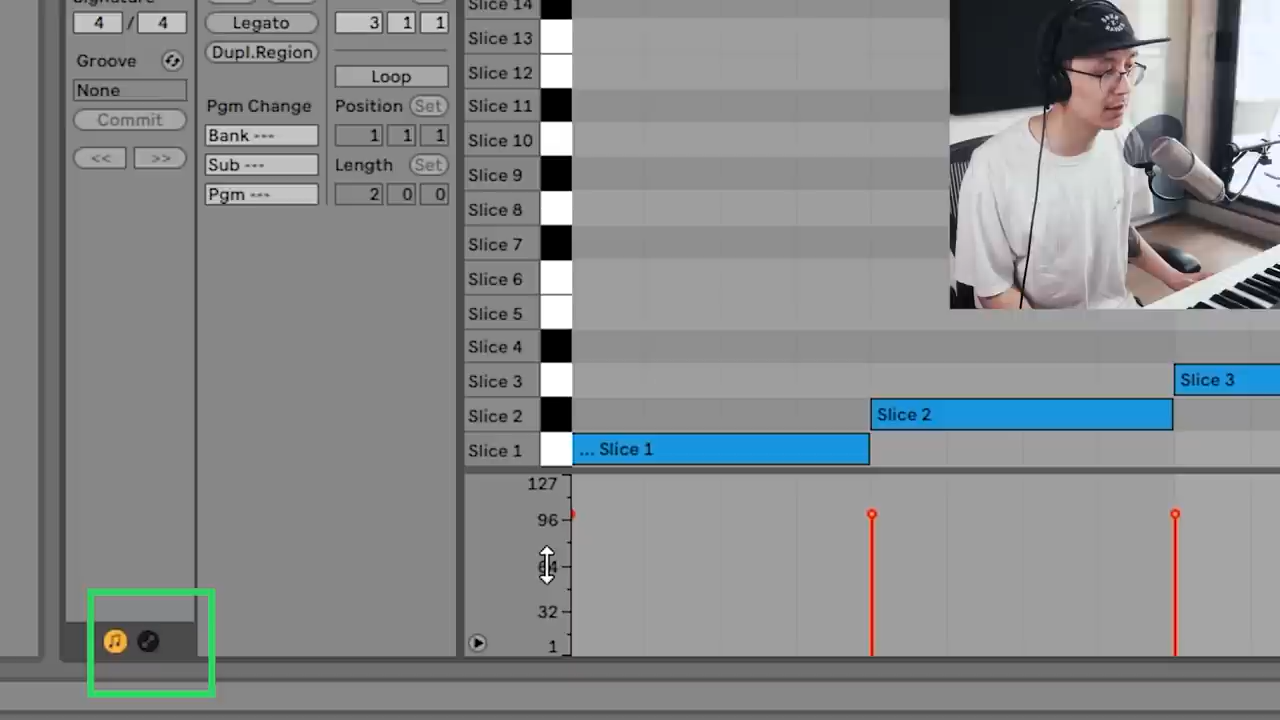 Signature
4 / 4
Groove
None
Commit
<< >>
Legato
Dupl.Region
Pgm Change
Bank ---
Sub ---
Pgm ---
3 1 1
Loop
Position Set
1 1 1
Length Set
2 0 0
Slice 14
Slice 13
Slice 12
Slice 11
Slice 10
Slice 9
Slice 8
Slice 7
Slice 6
Slice 5
Slice 4
Slice 3 Slice 3
Slice 2 Slice 2
Slice 1 ... Slice 1
127
96
64
32
1